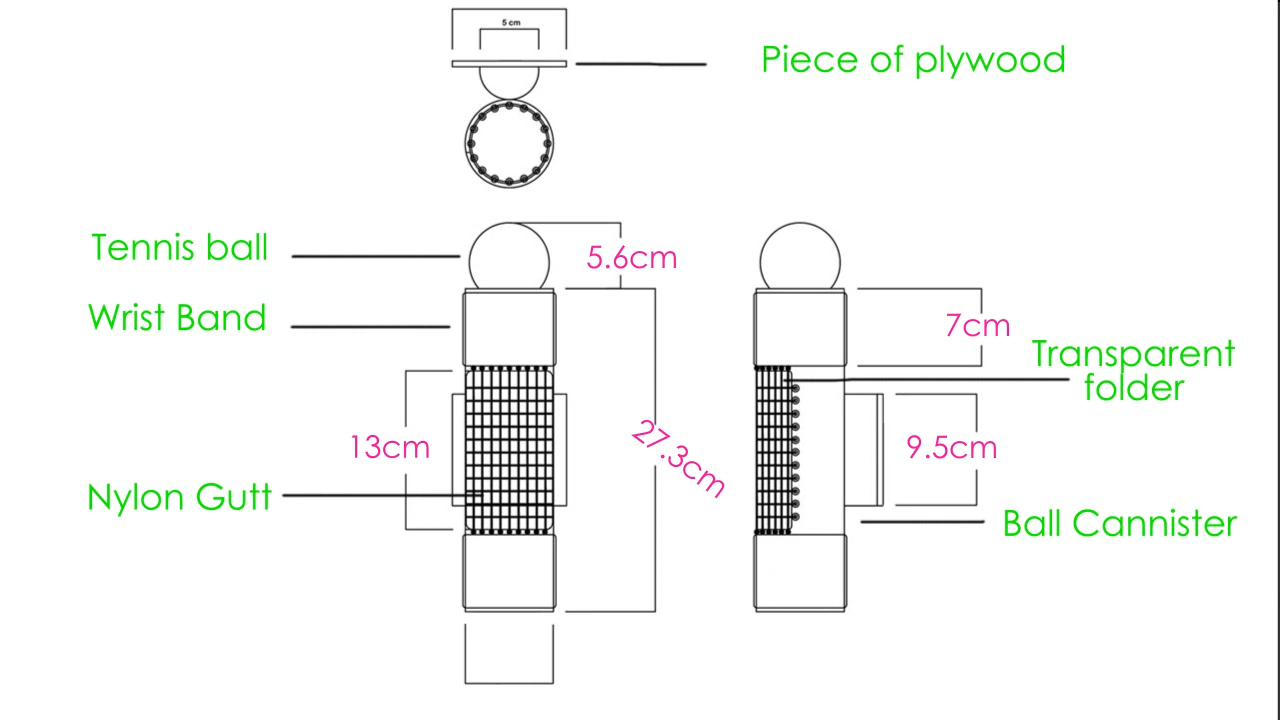 5 cm
Piece of plywood
Tennis ball
5.6cm
Wrist Band
7cm
Transparent
folder
13cm
27.3cm
9.5cm
Nylon Gutt
Ball Cannister